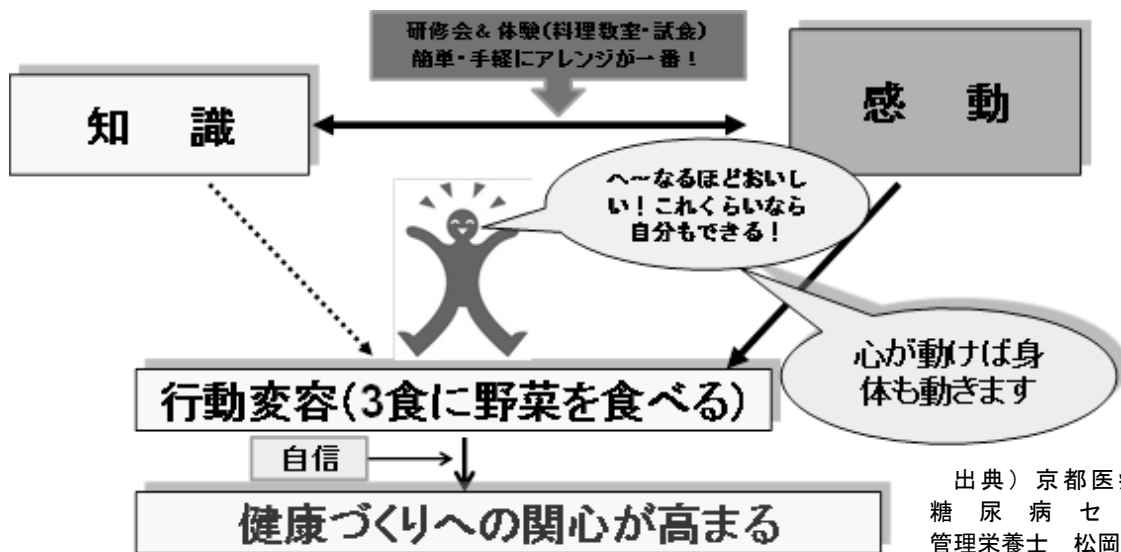 研修会&体験(料理教室・試食)
簡単・手軽にアレンジが一番！
知　識
感　動
へ～なるほどおいし
い！これくらいなら
自分もできる！
心が動けば身
体も動きます
行動変容(3食に野菜を食べる)
自信
健康づくりへの関心が高まる
出典）京都医
糖　尿　病　セ
管理栄養士　松岡